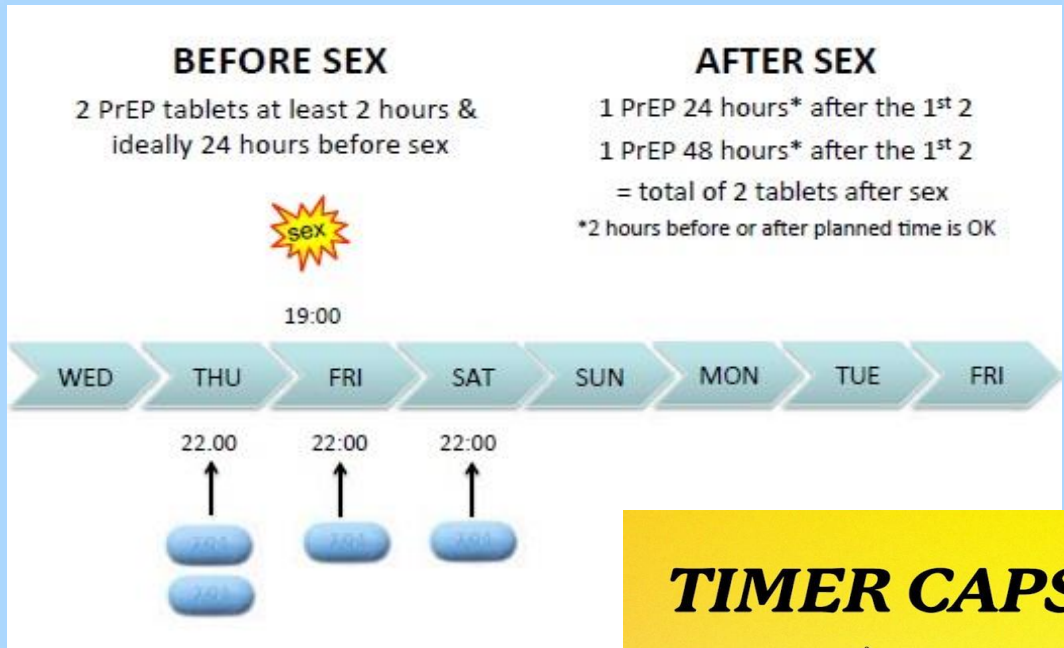 BEFORE SEX
2 PrEP tablets at least 2 hours &
ideally 24 hours before sex
AFTER SEX
1 PrEP 24 hours* after the 1st 2
1 PrEP 48 hours* after the 1st 2
= total of 2 tablets after sex
*2 hours before or after planned time is OK
sex
19:00
WED THU FRI SAT SUN MON TUE FRI
22.00 22:00 22:00
TIMER CAPS